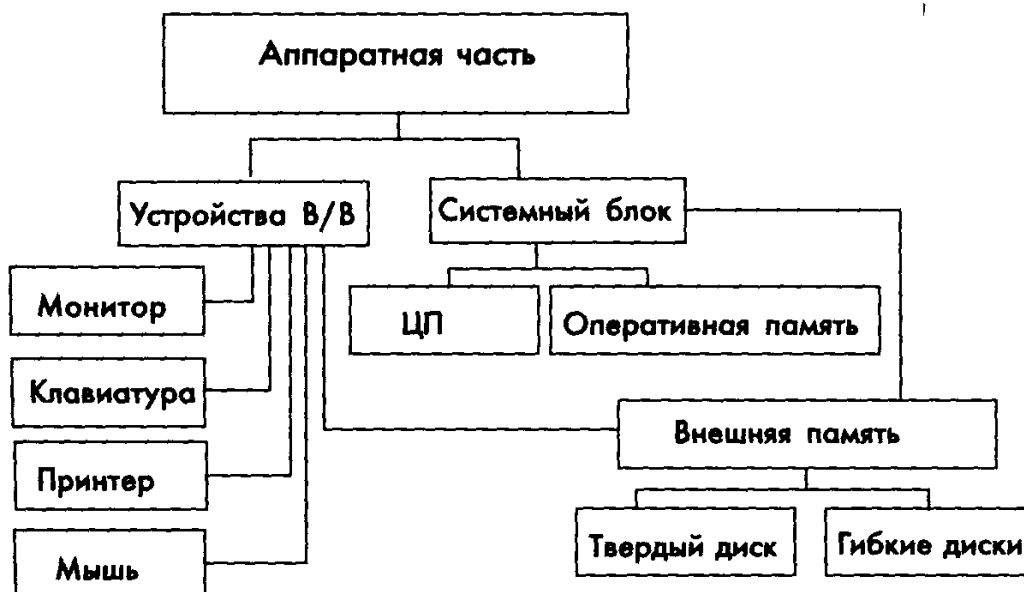 Аппаратная часть
Устройства В/В
Системный блок
Монитор
ЦП
Оперативная память
Клавиатура
Внешняя память
Принтер
Твердый диск
Гибкие диски
Мышь